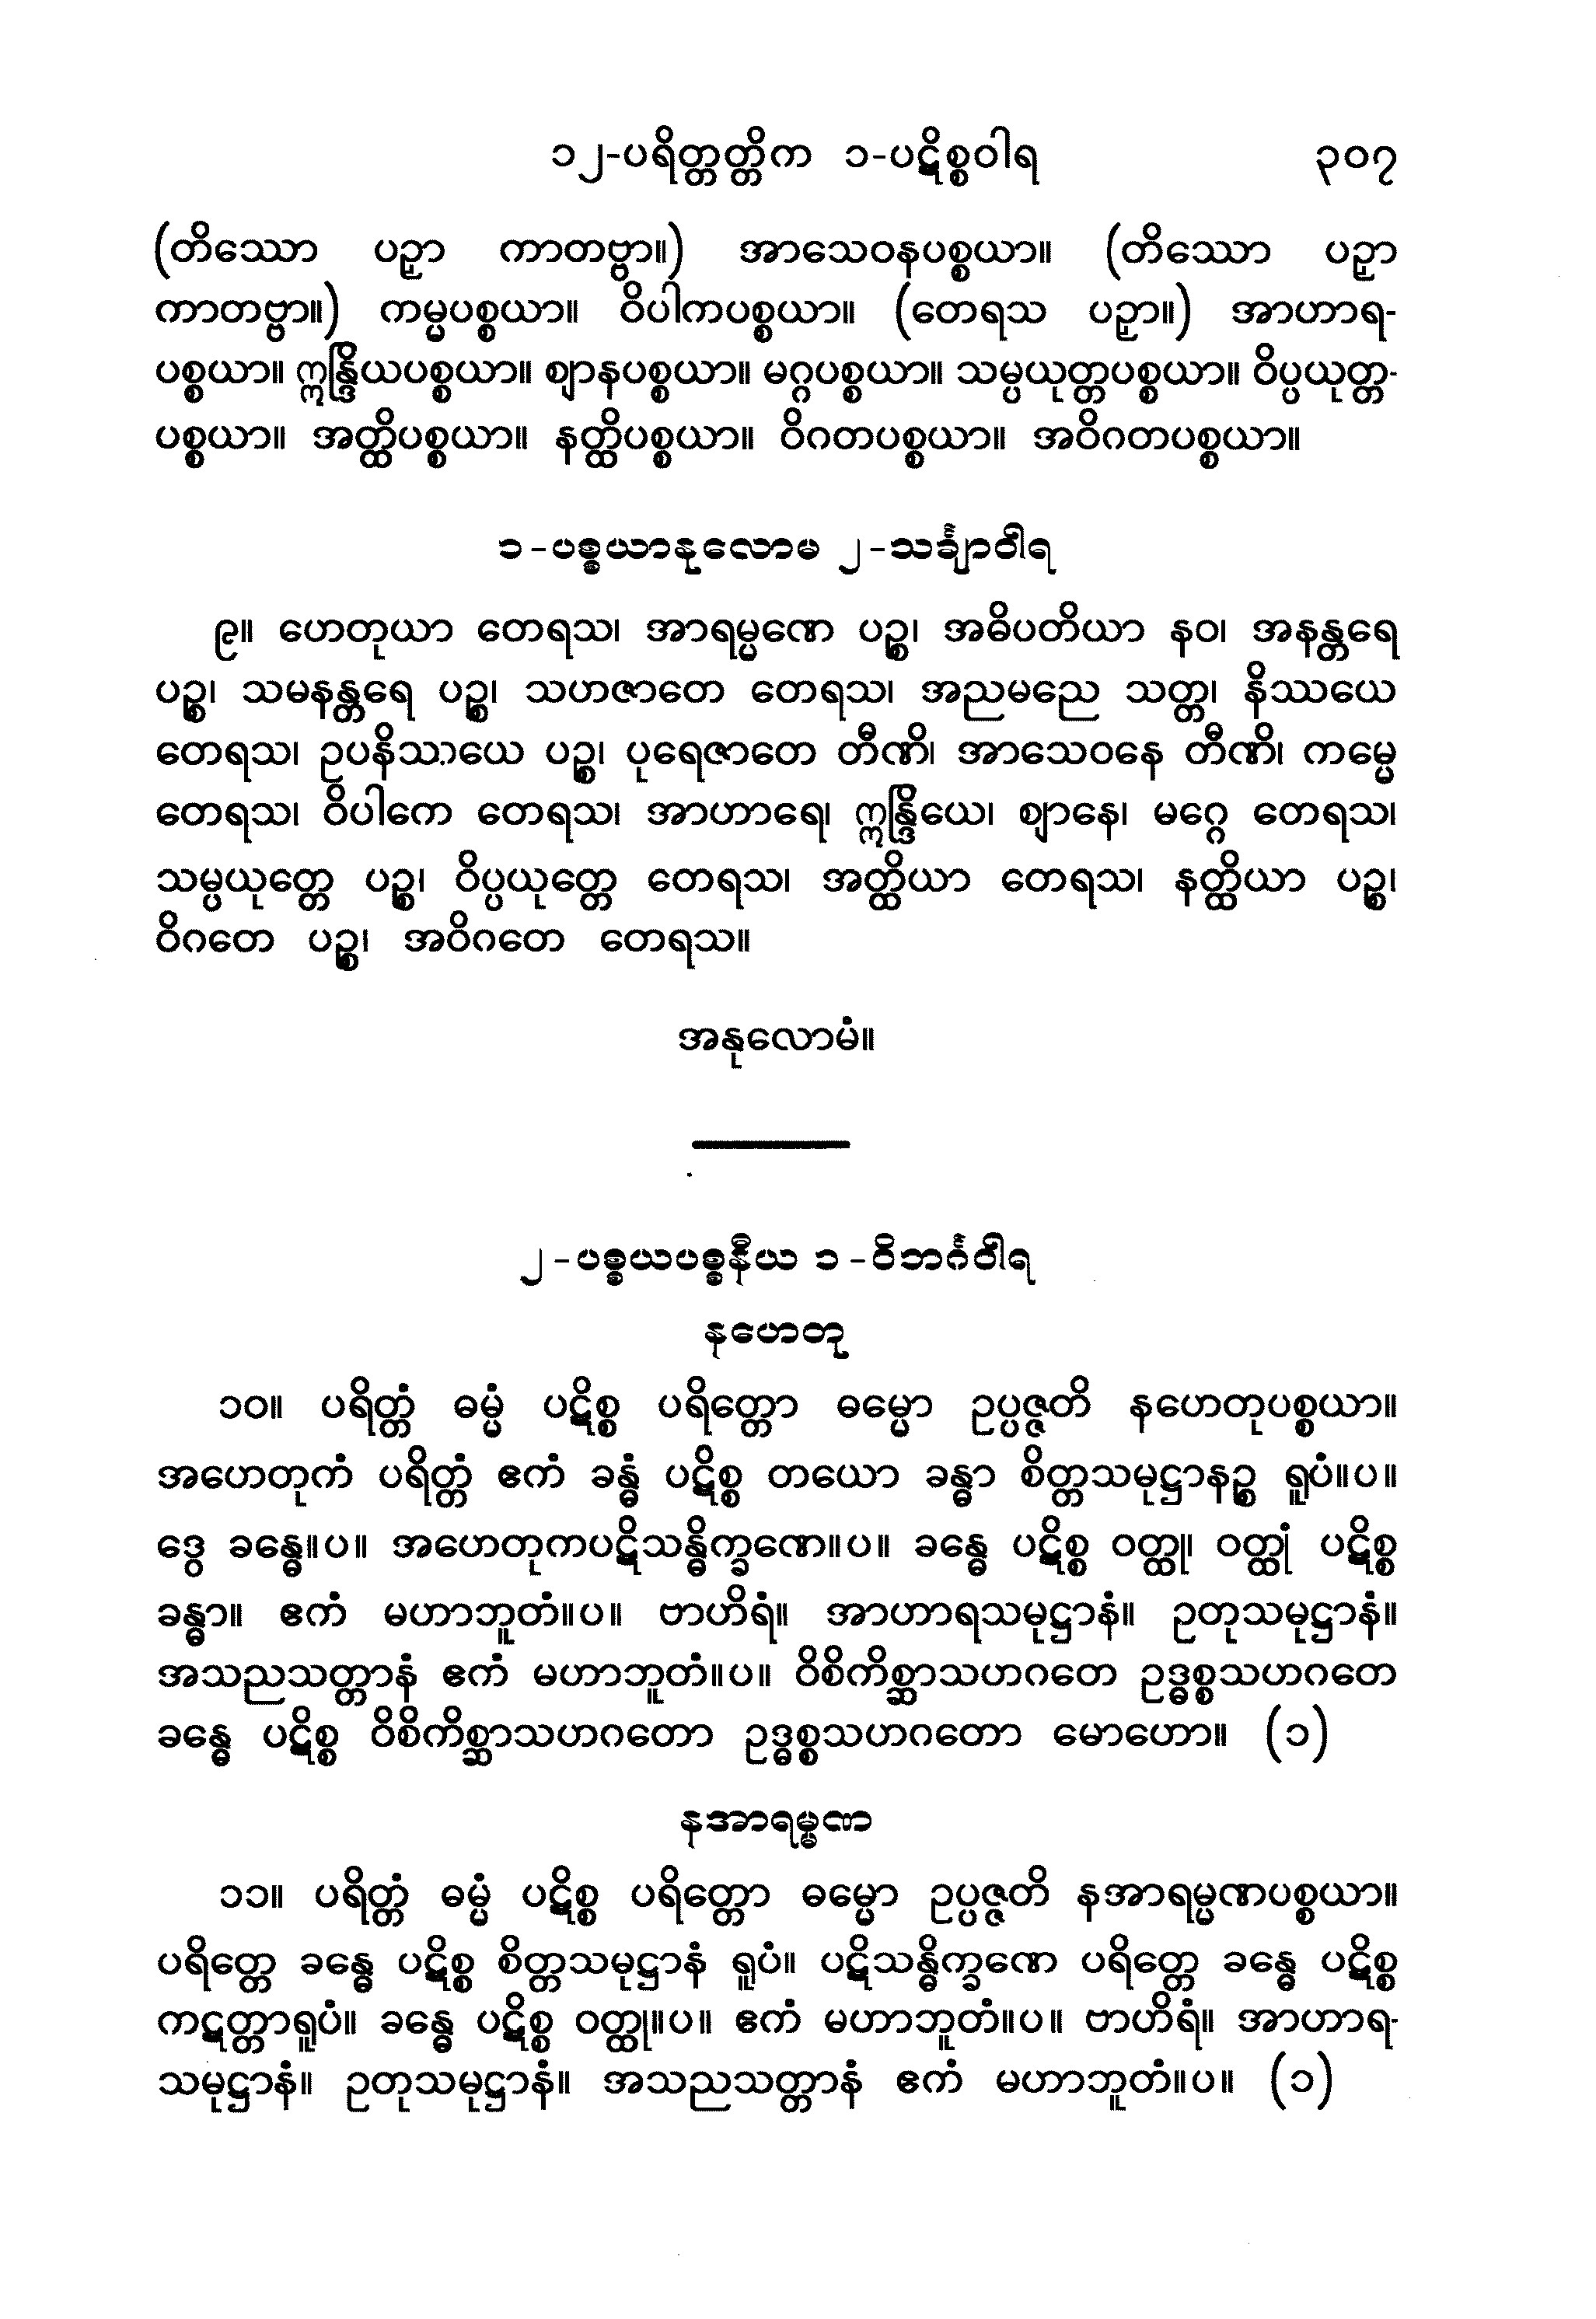 ၁၂-ပရိတ္တတ္တိက ၁-ပဋိစ္စဝါရ ၃၀၇
(တိဿော ပဉှာ ကာတဗ္ဗာ။) အာသေဝနပစ္စယာ။ (တိဿော ပဉှာ
ကာတဗ္ဗာ။) ကမ္မပစ္စယာ။ ဝိပါကပစ္စယာ။ (တေရသ ပဉှာ။) အာဟာရ-
ပစ္စယာ။ ဣန္ဒြိယပစ္စယာ။ ဈာနပစ္စယာ။ မဂ္ဂပစ္စယာ။ သမ္ပယုတ္တပစ္စယာ။ ဝိပ္ပယုတ္တ-
ပစ္စယာ။ အတ္ထိပစ္စယာ။ နတ္ထိပစ္စယာ။ ဝိဂတပစ္စယာ။ အဝိဂတပစ္စယာ။
၁-ပစ္စယာနုလောမ ၂-သင်္ချာဝါရ
၉။ ဟေတုယာ တေရသ၊ အာရမ္မဏေ ပဉ္စ၊ အဓိပတိယာ နဝ၊ အနန္တရေ
ပဉ္စ၊ သမနန္တရေ ပဉ္စ၊ သဟဇာတေ တေရသ၊ အညမညေ သတ္တ၊ နိဿယေ
တေရသ၊ ဥပနိဿယေ ပဉ္စ၊ ပုရေဇာတေ တီဏိ၊ အာသေဝနေ တီဏိ၊ ကမ္မေ
တေရသ၊ ဝိပါကေ တေရသ၊ အာဟာရေ၊ ဣန္ဒြိယေ၊ ဈာနေ၊ မဂ္ဂေ တေရသ၊
သမ္ပယုတ္တေ ပဉ္စ၊ ဝိပ္ပယုတ္တေ တေရသ၊ အတ္ထိယာ တေရသ၊ နတ္ထိယာ ပဉ္စ၊
ဝိဂတေ ပဉ္စ၊ အဝိဂတေ တေရသ။
အနုလောမံ။
၂-ပစ္စယပစ္စနီယ ၁-ဝိဘင်္ဂဝါရ
နဟေတု
၁၀။ ပရိတ္တံ ဓမ္မံ ပဋိစ္စ ပရိတ္တော ဓမ္မော ဥပ္ပဇ္ဇတိ နဟေတုပစ္စယာ။
အဟေတုကံ ပရိတ္တံ ဧကံ ခန္ဓံ ပဋိစ္စ တယော ခန္ဓာ စိတ္တသမုဋ္ဌာနဉ္စ ရူပံ။ပ။
ဒွေ ခန္ဓေ။ပ။ အဟေတုကပဋိသန္ဓိက္ခဏေ။ပ။ ခန္ဓေ ပဋိစ္စ ဝတ္ထု၊ ဝတ္ထုံ ပဋိစ္စ
ခန္ဓာ။ ဧကံ မဟာဘူတံ။ပ။ ဗာဟိရံ။ အာဟာရသမုဋ္ဌာနံ။ ဥတုသမုဋ္ဌာနံ။
အသညသတ္တာနံ ဧကံ မဟာဘူတံ။ပ။ ဝိစိကိစ္ဆာသဟဂတေ ဥဒ္ဓစ္စသဟဂတေ
ခန္ဓေ ပဋိစ္စ ဝိစိကိစ္ဆာသဟဂတော ဥဒ္ဓစ္စသဟဂတော မောဟော။ (၁)
နအာရမ္မဏ
၁၁။ ပရိတ္တံ ဓမ္မံ ပဋိစ္စ ပရိတ္တော ဓမ္မော ဥပ္ပဇ္ဇတိ နအာရမ္မဏပစ္စယာ။
ပရိတ္တေ ခန္ဓေ ပဋိစ္စ စိတ္တသမုဋ္ဌာနံ ရူပံ။ ပဋိသန္ဓိက္ခဏေ ပရိတ္တေ ခန္ဓေ ပဋိစ္စ
ကဋတ္တာရူပံ။ ခန္ဓေ ပဋိစ္စ ဝတ္ထု။ပ။ ဧကံ မဟာဘူတံ။ပ။ ဗာဟိရံ။ အာဟာရ-
သမုဋ္ဌာနံ။ ဥတုသမုဋ္ဌာနံ။ အသညသတ္တာနံ ဧကံ မဟာဘူတံ။ပ။ (၁)